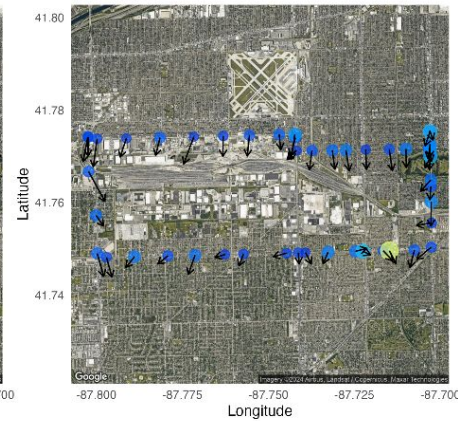 41.80
41.78
41.76
41.74
Latitude
Google
Imagery ©2024 Airbus, Landsat / Copernicus, Maxar Technologies
00 -87.800 -87.775 -87.750 -87.725 -87.700
Longitude